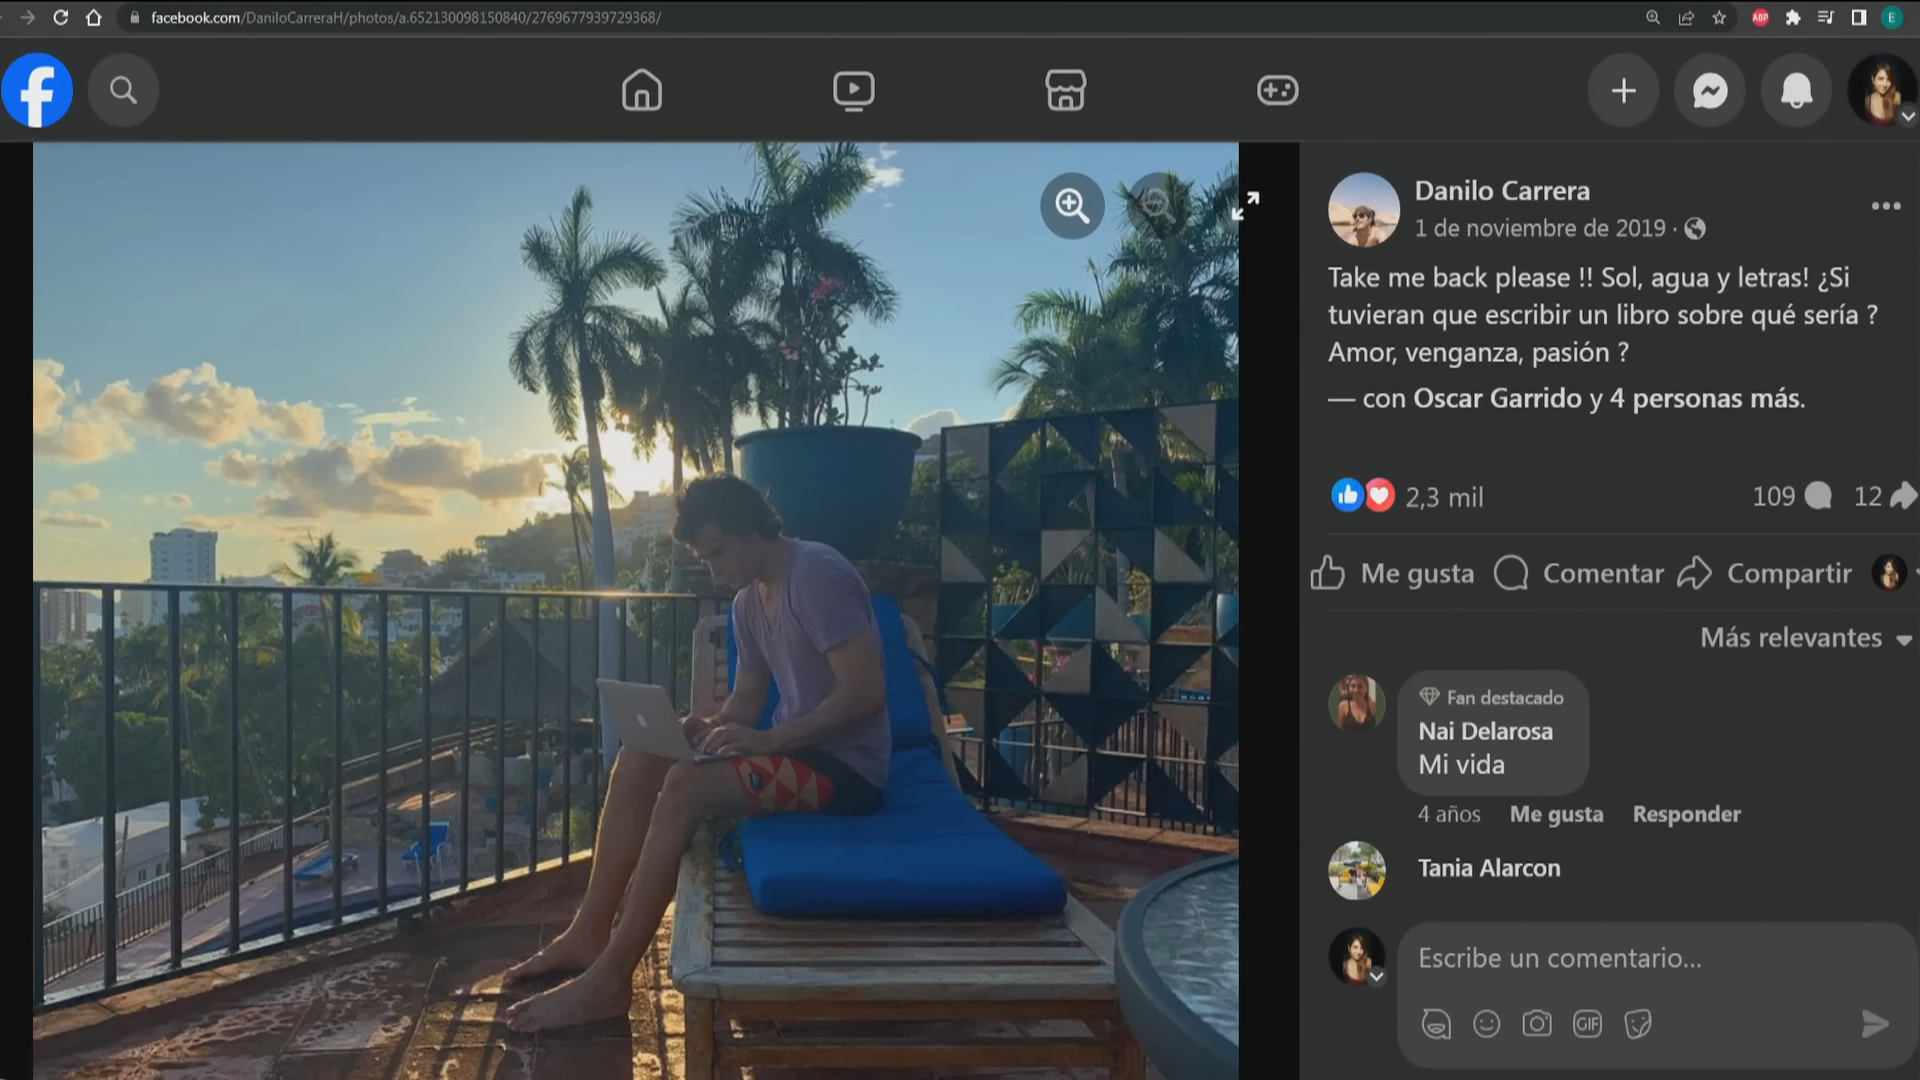 facebook.com/DaniloCarreraH/photos/a.652130098150840/2769677939729368/
ABP
E
Danilo Carrera
1 de noviembre de 2019 ·
Take me back please !! Sol, agua y letras! ¿Si
tuvieran que escribir un libro sobre qué sería ?
Amor, venganza, pasión ?
— con Oscar Garrido y 4 personas más.
2,3 mil
109
12
Me gusta
Comentar
Compartir
Más relevantes
Fan destacado
Nai Delarosa
Mi vida
4 años Me gusta Responder
Tania Alarcon
Escribe un comentario...
GIF